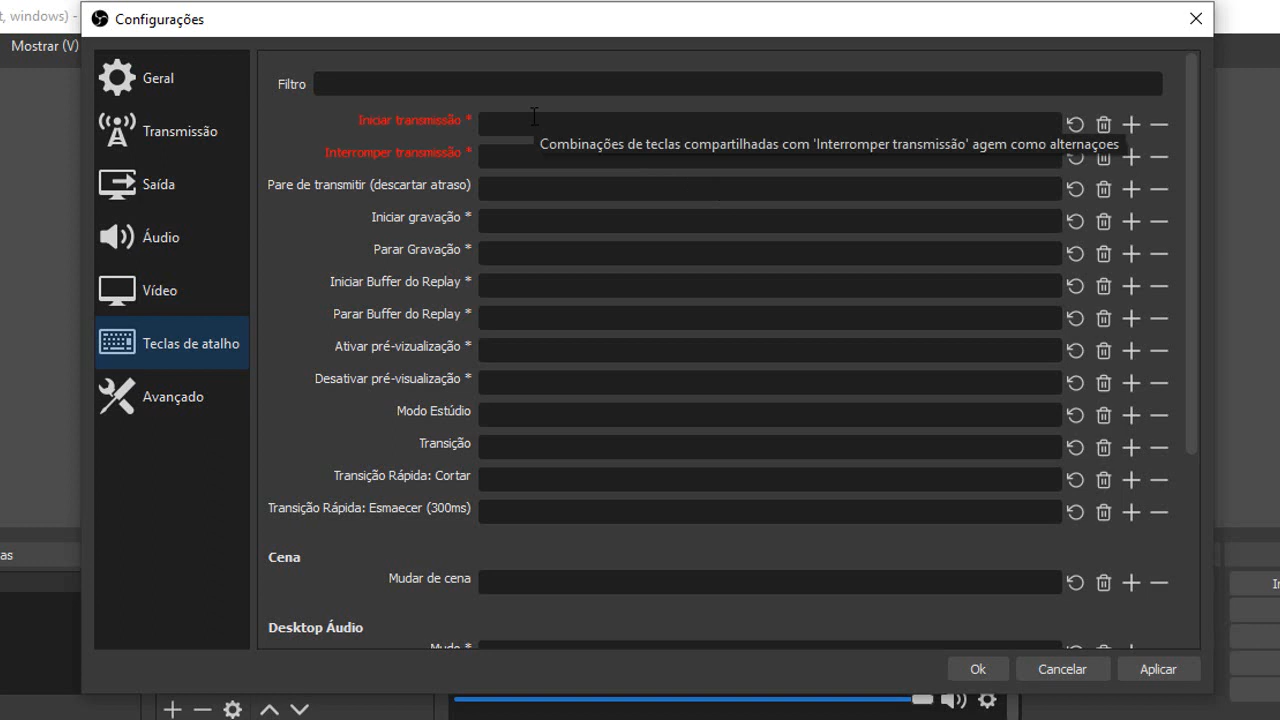 t, windows) -
Configurações
Mostrar (V)
Geral
Transmissão
Saída
Áudio
Vídeo
Teclas de atalho
Avançado
Filtro
Iniciar transmissão *
Combinações de teclas compartilhadas com 'Interromper transmissão' agem como alternaçoes
Interromper transmissão *
Pare de transmitir (descartar atraso)
Iniciar gravação *
Parar Gravação *
Iniciar Buffer do Replay *
Parar Buffer do Replay *
Ativar pré-vizualização *
Desativar pré-visualização *
Modo Estúdio
Transição
Transição Rápida: Cortar
Transição Rápida: Esmaecer (300ms)
Cena
Mudar de cena
Desktop Áudio
Mudo *
as
Ok
Cancelar
Aplicar